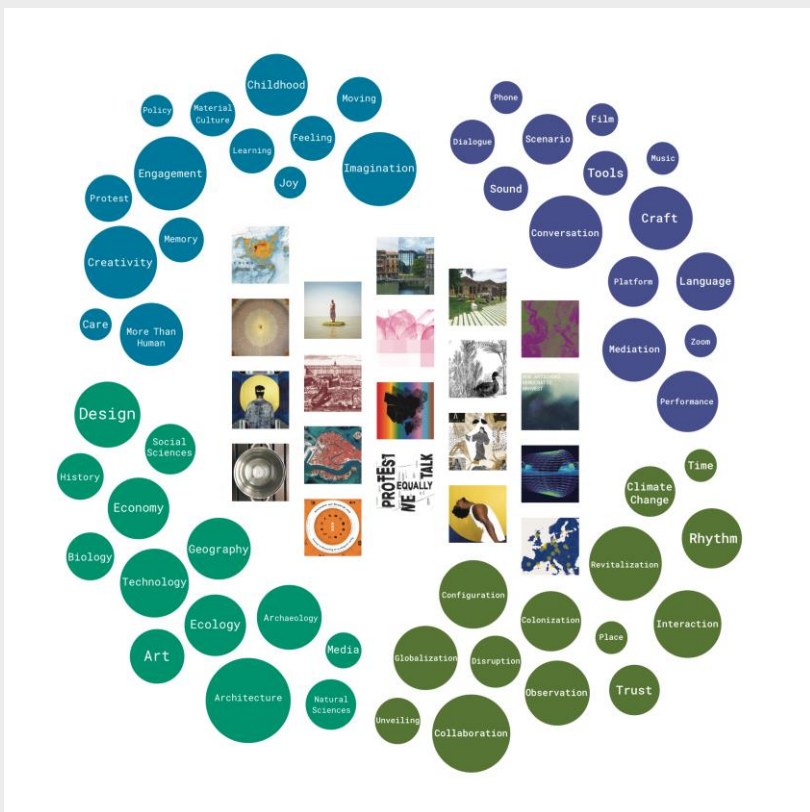 Childhood
Policy
Material
Culture
Moving
Learning
Feeling
Engagement
Joy
Imagination
Protest
Memory
Creativity
Care
More Than
Human
Phone
Film
Dialogue
Scenario
Music
Sound
Tools
Conversation
Craft
Platform
Language
Mediation
Zoom
Performance
PROTEST
WE EQUALLY
TALK
Design
Social
Sciences
History
Economy
Biology
Geography
Technology
Ecology
Archaeology
Art
Media
Architecture
Natural
Sciences
Time
Climate
Change
Rhythm
Revitalization
Configuration
Colonization
Place
Interaction
Globalization
Disruption
Observation
Trust
Unveiling
Collaboration